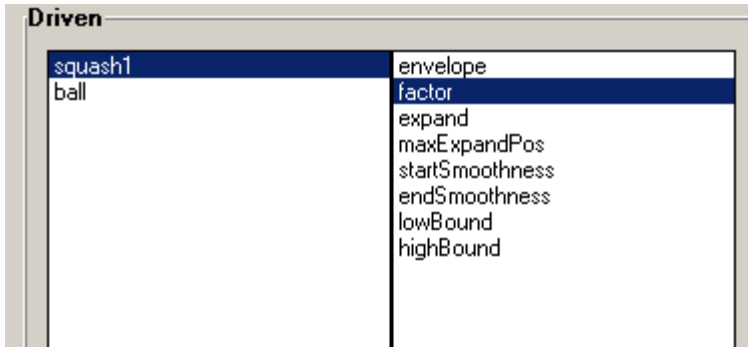 Driven
squash1
ball
envelope
factor
expand
maxExpandPos
startSmoothness
endSmoothness
lowBound
highBound